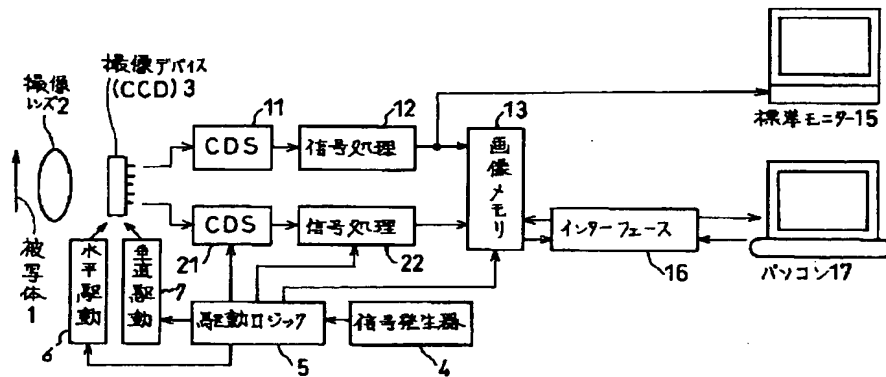 撮像
レンズ2
撮像デバイス
(CCD)3
11
CDS
12
信号処理
13
画像メモリ
標準モニター15
被写体1
21
CDS
22
信号処理
インターフェース
16
パソコン17
水平駆動
6
垂直駆動
7
駆動ロジック
5
信号発生器
4